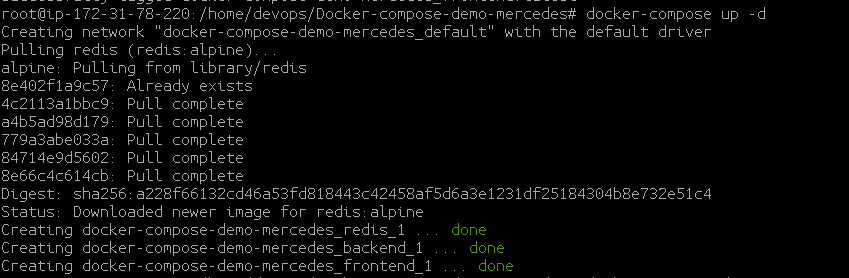 root@ip-172-31-78-220:/home/devops/Docker-compose-demo-mercedes# docker-compose up -d
Creating network "docker-compose-demo-mercedes_default" with the default driver
Pulling redis (redis:alpine)...
alpine: Pulling from library/redis
8e402f1a9c57: Already exists
4c2113a1bbc9: Pull complete
a4b5ad98d179: Pull complete
779a3abe033a: Pull complete
84714e9d5602: Pull complete
8e66c4c614cb: Pull complete
Digest: sha256:a228f66132cd46a53fd818443c42458af5d6a3e1231df25184304b8e732e51c4
Status: Downloaded newer image for redis:alpine
Creating docker-compose-demo-mercedes_redis_1 ... done
Creating docker-compose-demo-mercedes_backend_1 ... done
Creating docker-compose-demo-mercedes_frontend_1 ... done